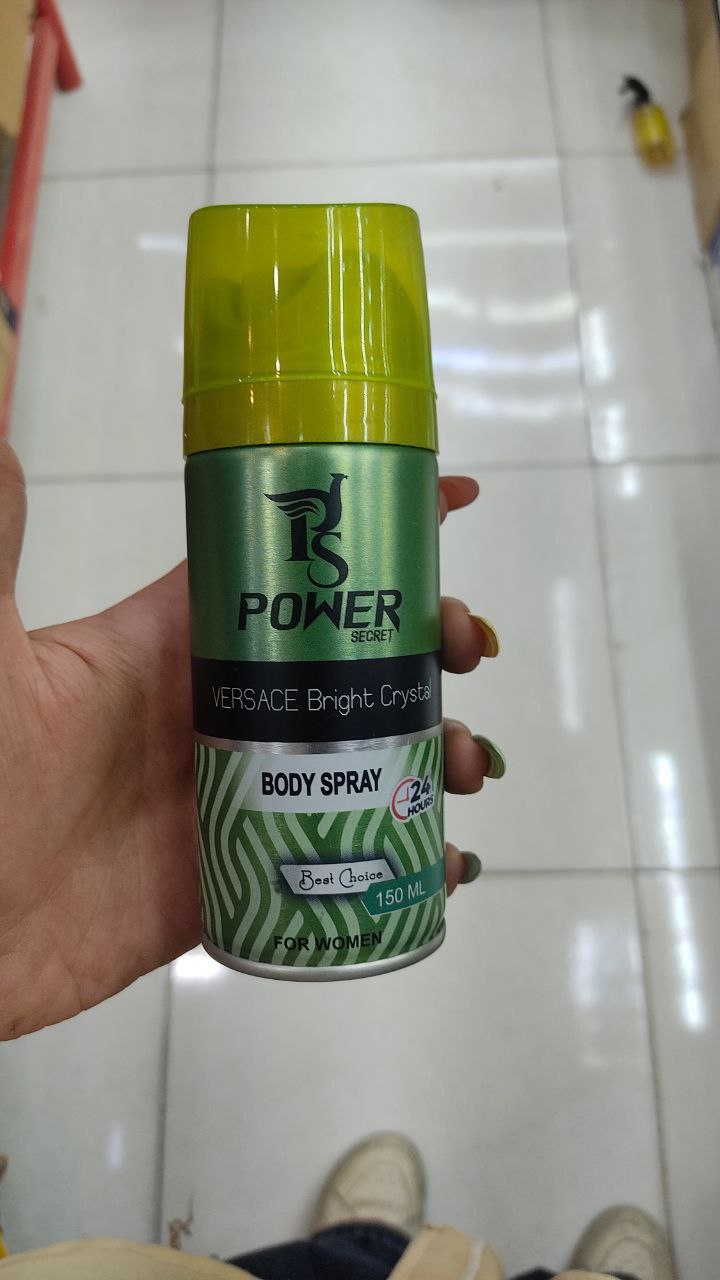 PS
POWER
SECRET
VERSACE Bright Crystal
BODY SPRAY
24
HOURS
Best Choice
150 ML
FOR WOMEN